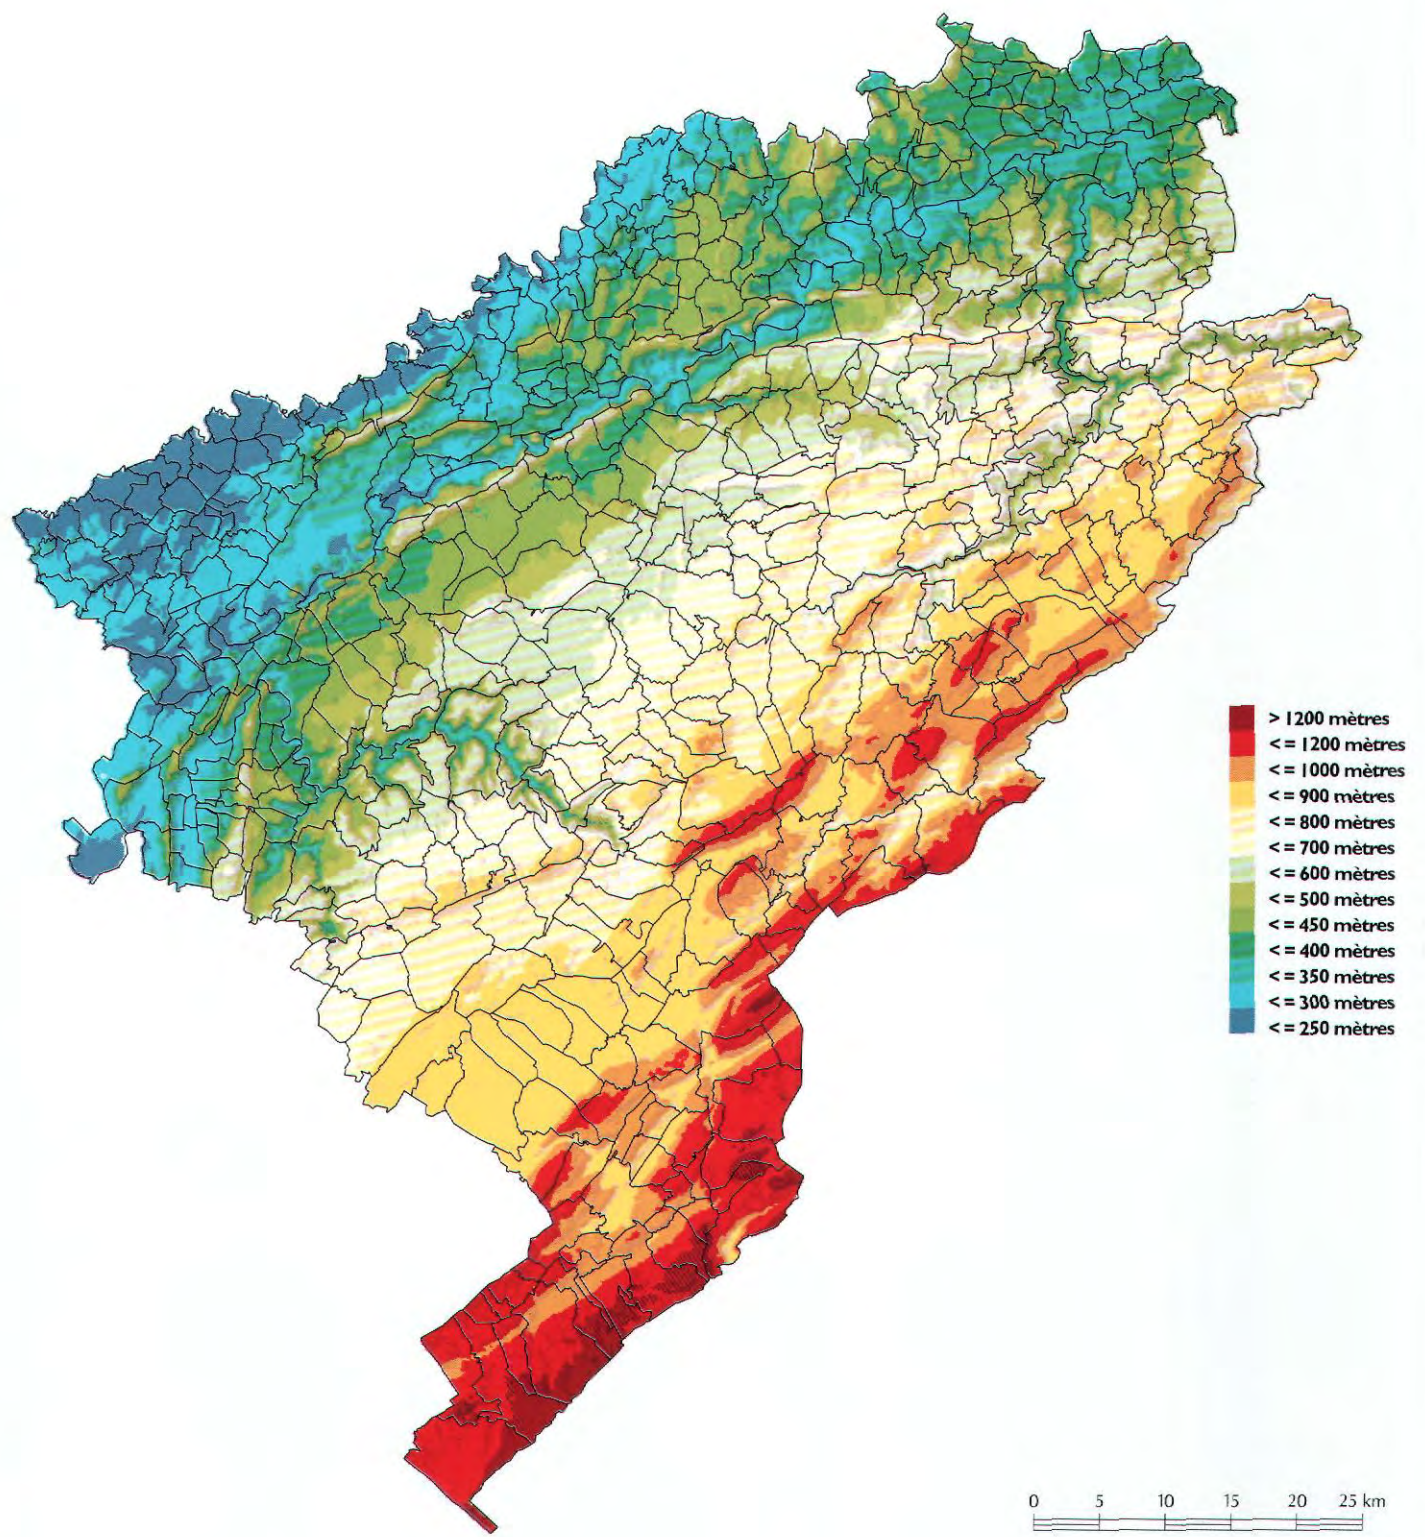 > 1200 mètres
< = 1200 mètres
< = 1000 mètres
< = 900 mètres
< = 800 mètres
< = 700 mètres
< = 600 mètres
< = 500 mètres
< = 450 mètres
< = 400 mètres
< = 350 mètres
< = 300 mètres
< = 250 mètres
0 5 10 15 20 25 km